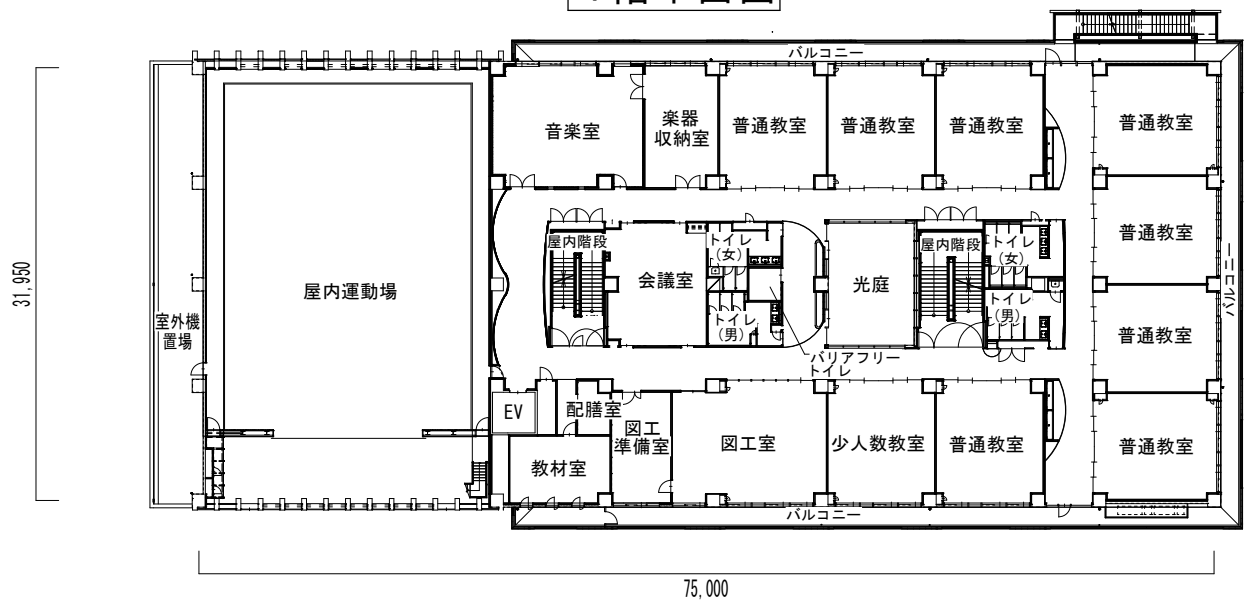 階平面図
バルコニー
音楽室
楽器
収納室
普通教室
普通教室
普通教室
普通教室
屋内階段
トイレ
(女)
会議室
光庭
屋内階段
トイレ
(女)
普通教室
バルコニー
31,950
屋内運動場
室外機
置場
トイレ
(男)
トイレ
(男)
普通教室
バリアフリー
トイレ
EV
配膳室
図工
準備室
教材室
図工室
少人数教室
普通教室
普通教室
バルコニー
75,000